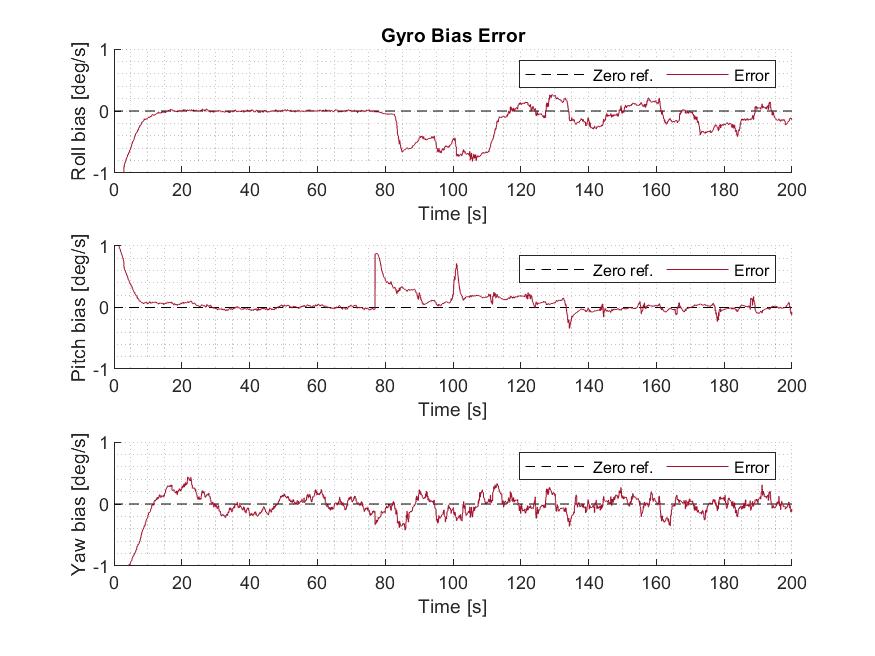 Gyro Bias Error
Roll bias [deg/s]
1
0
-1
Zero ref. Error
0 20 40 60 80 100 120 140 160 180 200
Time [s]
Pitch bias [deg/s]
1
0
-1
Zero ref. Error
0 20 40 60 80 100 120 140 160 180 200
Time [s]
Yaw bias [deg/s]
1
0
-1
Zero ref. Error
0 20 40 60 80 100 120 140 160 180 200
Time [s]